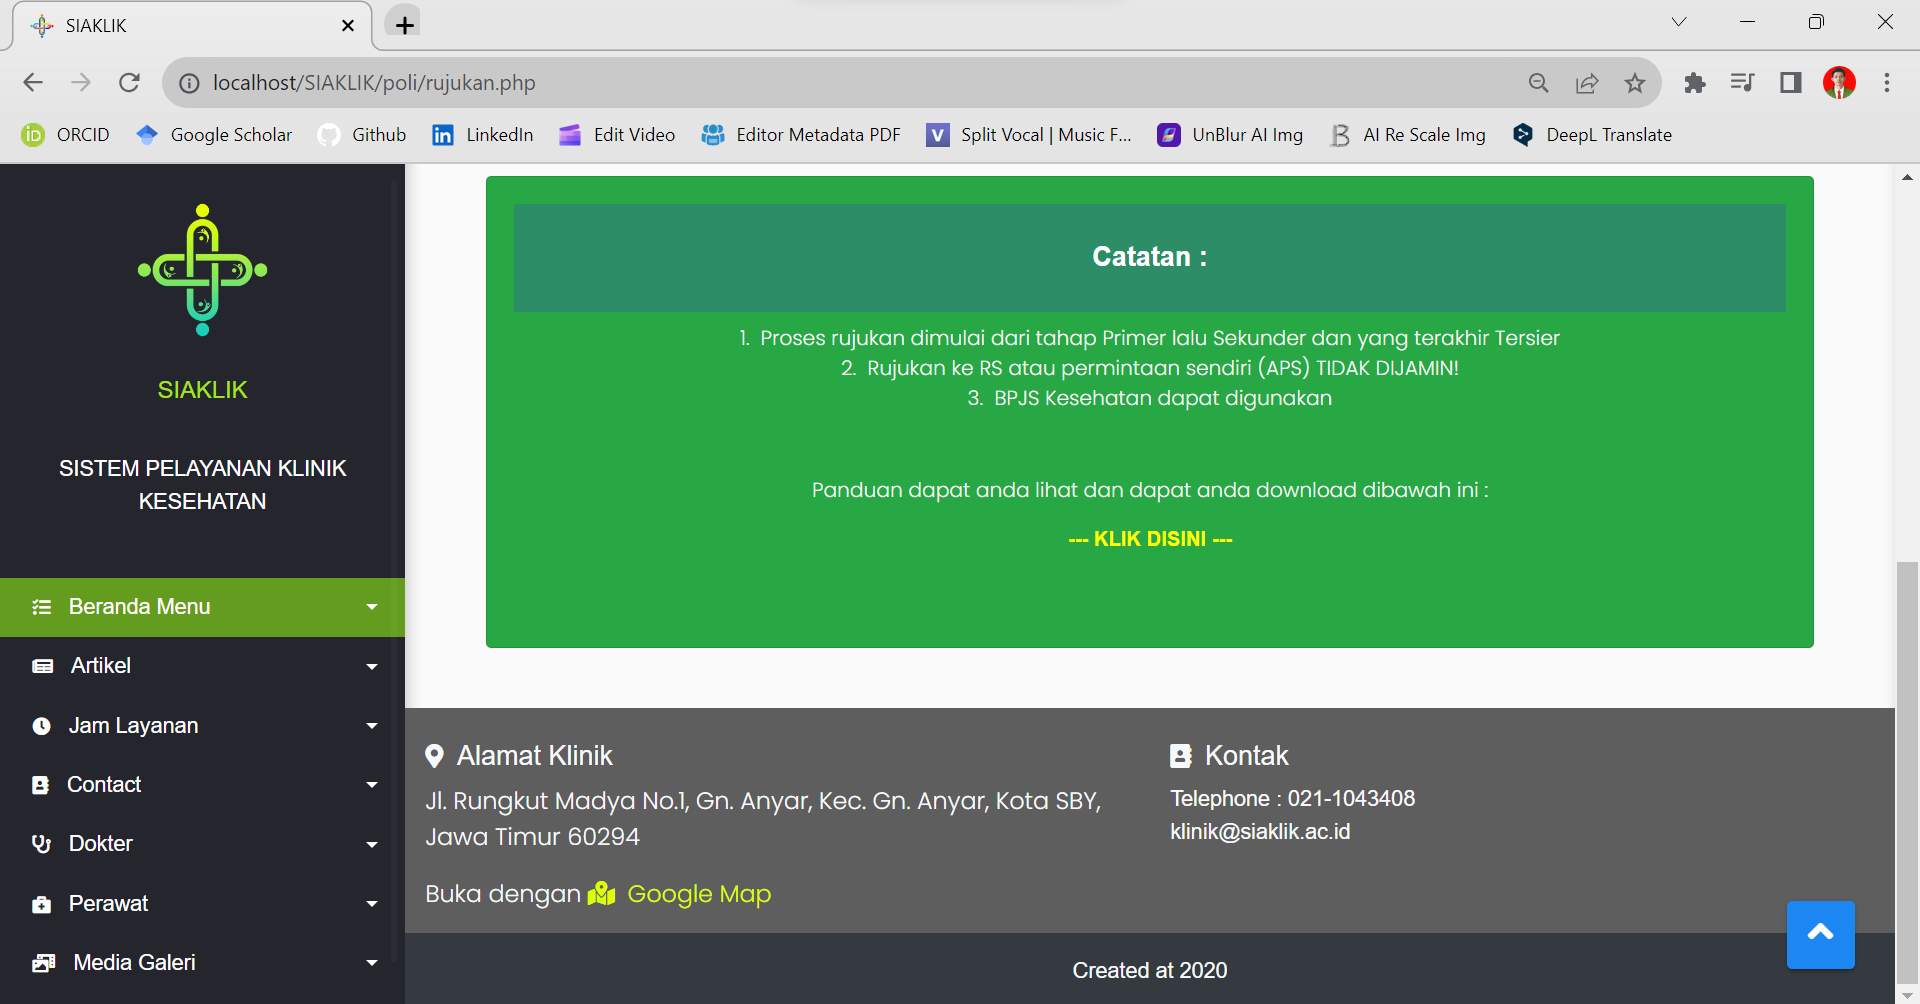 SIAKLIK
localhost/SIAKLIK/poli/rujukan.php
ORCID Google Scholar Github LinkedIn Edit Video Editor Metadata PDF Split Vocal | Music F... UnBlur AI Img AI Re Scale Img DeepL Translate
SIAKLIK
SISTEM PELAYANAN KLINIK
KESEHATAN
Beranda Menu
Artikel
Jam Layanan
Contact
Dokter
Perawat
Media Galeri
Catatan :
1. Proses rujukan dimulai dari tahap Primer lalu Sekunder dan yang terakhir Tersier
2. Rujukan ke RS atau permintaan sendiri (APS) TIDAK DIJAMIN!
3. BPJS Kesehatan dapat digunakan
Panduan dapat anda lihat dan dapat anda download dibawah ini :
--- KLIK DISINI ---
Alamat Klinik
Jl. Rungkut Madya No.1, Gn. Anyar, Kec. Gn. Anyar, Kota SBY,
Jawa Timur 60294
Buka dengan Google Map
Kontak
Telephone : 021-1043408
klinik@siaklik.ac.id
Created at 2020